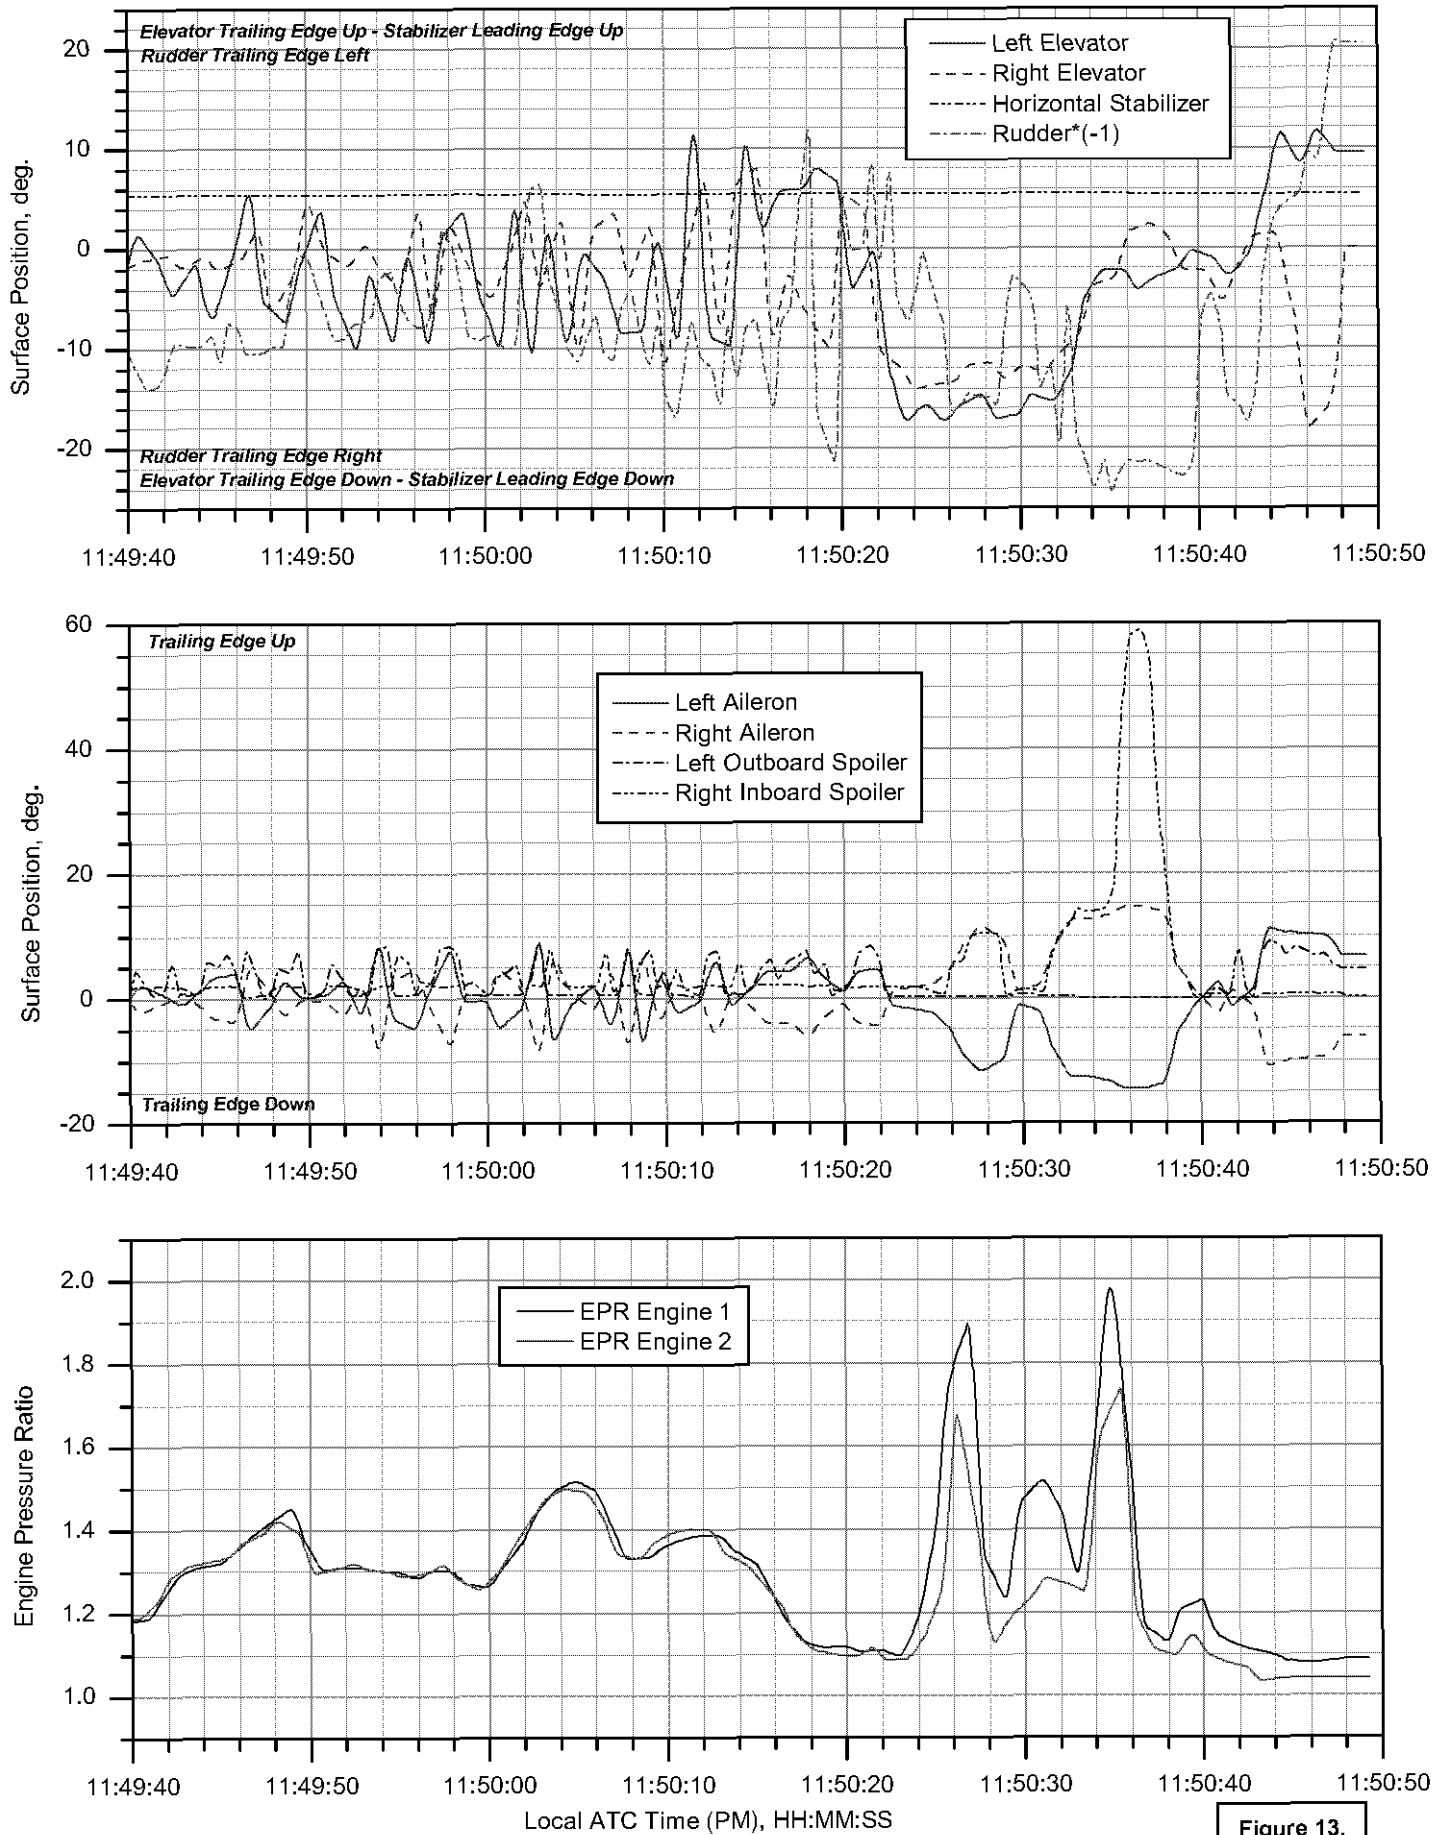 Elevator Trailing Edge Up - Stabilizer Leading Edge Up
Rudder Trailing Edge Left
Left Elevator
Right Elevator
Horizontal Stabilizer
Rudder*(-1)
20
10
0
-10
-20
Surface Position, deg.
Rudder Trailing Edge Right
Elevator Trailing Edge Down - Stabilizer Leading Edge Down
11:49:40 11:49:50 11:50:00 11:50:10 11:50:20 11:50:30 11:50:40 11:50:50
Trailing Edge Up
Left Aileron
Right Aileron
Left Outboard Spoiler
Right Inboard Spoiler
60
40
20
0
-20
Surface Position, deg.
Trailing Edge Down
11:49:40 11:49:50 11:50:00 11:50:10 11:50:20 11:50:30 11:50:40 11:50:50
EPR Engine 1
EPR Engine 2
2.0
1.8
1.6
1.4
1.2
1.0
Engine Pressure Ratio
11:49:40 11:49:50 11:50:00 11:50:10 11:50:20 11:50:30 11:50:40 11:50:50
Local ATC Time (PM), HH:MM:SS
Figure 13.